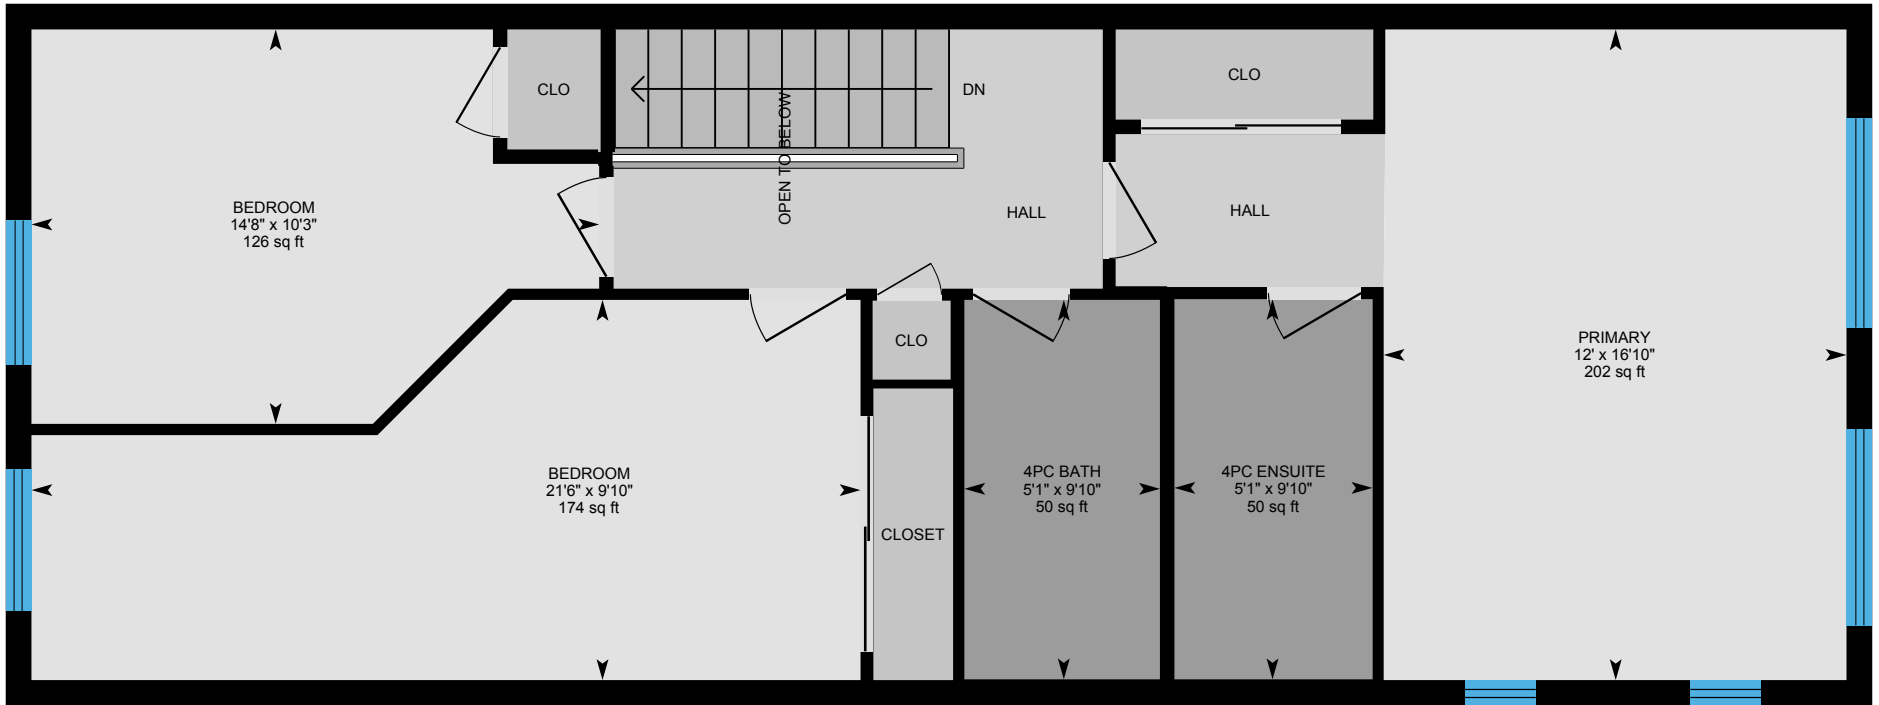 CLO
DN
CLO
OPEN TO BELOW
BEDROOM
14'8" x 10'3"
126 sq ft
HALL
HALL
CLO
PRIMARY
12' x 16'10"
202 sq ft
BEDROOM
21'6" x 9'10"
174 sq ft
4PC BATH
5'1" x 9'10"
50 sq ft
4PC ENSUITE
5'1" x 9'10"
50 sq ft
CLOSET